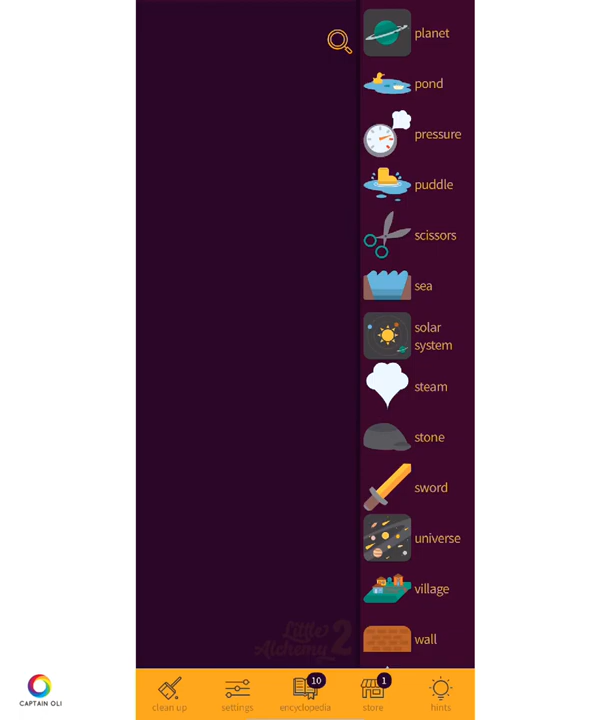 planet
pond
pressure
puddle
scissors
sea
solar
system
steam
stone
sword
universe
village
wall
Little
Alchemy 2
10
1
clean up
settings
encyclopedia
store
hints
CAPTAIN OLI